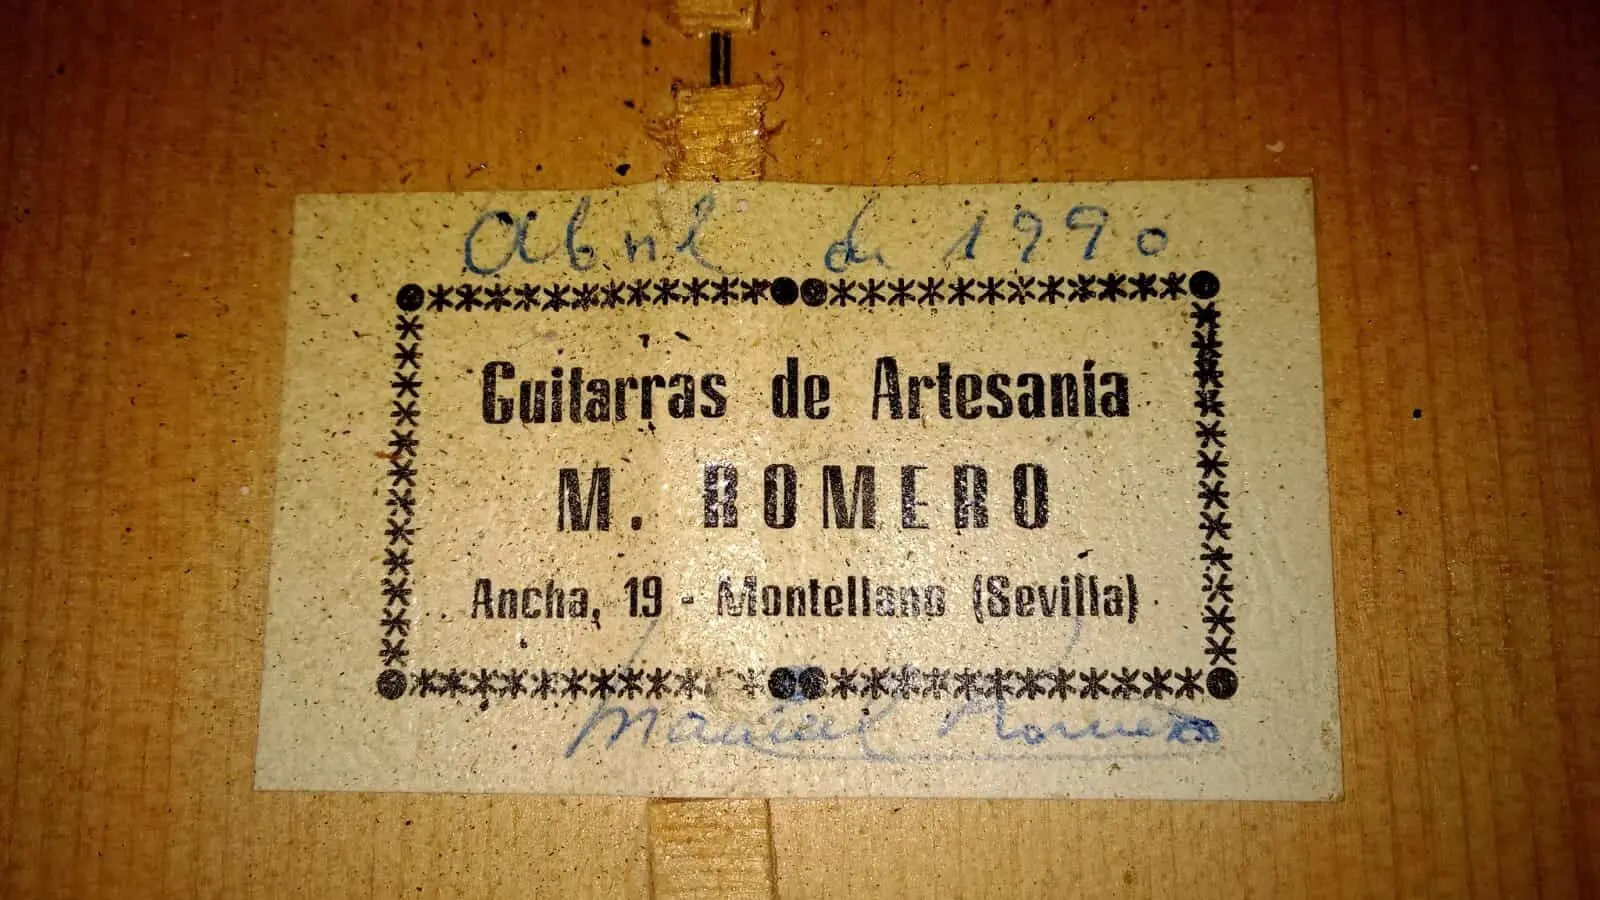 Abril de 1990
Guitarras de Artesanía
M. ROMERO
Ancha, 19 - Montellano (Sevilla)
Manuel Romero